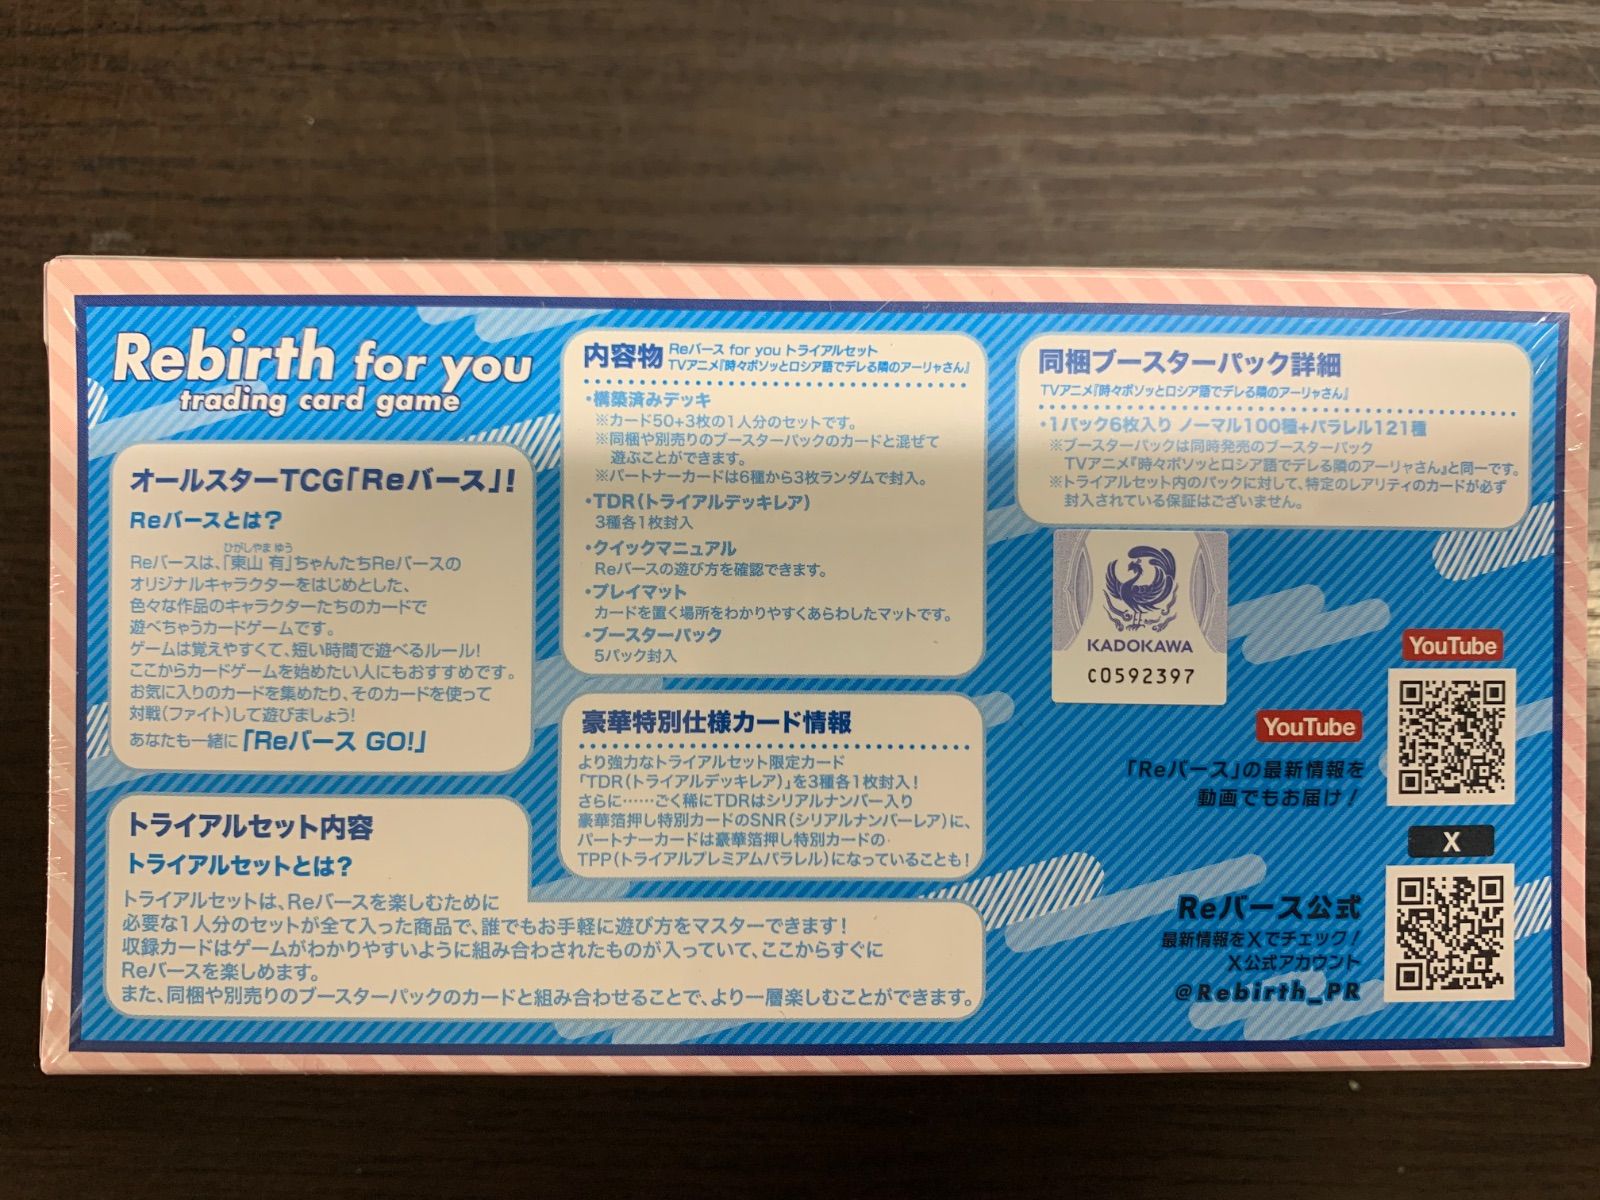 Rebirth for you
trading card game
オールスターTCG「Reバース」!
Reバースとは?
ひがしやま ゆう
Reバースは、「東山 有」ちゃんたちReバースの
オリジナルキャラクターをはじめとした、
色々な作品のキャラクターたちのカードで
遊べちゃうカードゲームです。
ゲームは覚えやすくて、短い時間で遊べるルール!
ここからカードゲームを始めたい人にもおすすめです。
お気に入りのカードを集めたり、そのカードを使って
対戦(ファイト)して遊びましょう!
あなたも一緒に「Reバース GO!」
トライアルセット内容
トライアルセットとは?
トライアルセットは、Reバースを楽しむために
必要な1人分のセットが全て入った商品で、誰でもお手軽に遊び方をマスターできます!
収録カードはゲームがわかりやすいように組み合わされたものが入っていて、ここからすぐに
Reバースを楽しめます。
また、同梱や別売りのブースターパックのカードと組み合わせることで、より一層楽しむことができます。
内容物 Reバース for you トライアルセット
TVアニメ『時々ボソッとロシア語でデレる隣のアーリャさん』
・構築済みデッキ
※カード50+3枚の1人分のセットです。
※同梱や別売りのブースターパックのカードと混ぜて
遊ぶことができます。
※パートナーカードは6種から3枚ランダムで封入。
・TDR(トライアルデッキレア)
3種各1枚封入
・クイックマニュアル
Reバースの遊び方を確認できます。
・プレイマット
カードを置く場所をわかりやすくあらわしたマットです。
・ブースターパック
5パック封入
豪華特別仕様カード情報
より強力なトライアルセット限定カード
「TDR(トライアルデッキレア)」を3種各1枚封入!
さらに……ごく稀にTDRはシリアルナンバー入り
豪華箔押し特別カードのSNR(シリアルナンバーレア)に、
パートナーカードは豪華箔押し特別カードの
TPP(トライアルプレミアムパラレル)になっていることも!
同梱ブースターパック詳細
TVアニメ『時々ボソッとロシア語でデレる隣のアーリャさん』
・1パック6枚入り ノーマル100種+パラレル121種
※ブースターパックは同時発売のブースターパック
TVアニメ『時々ボソッとロシア語でデレる隣のアーリャさん』と同一です。
※トライアルセット内のパックに対して、特定のレアリティのカードが必ず
封入されている保証はございません。
KADOKAWA
C0592397
YouTube
YouTube
「Reバース」の最新情報を
動画でもお届け!
X
Reバース公式
最新情報をXでチェック!
X公式アカウント
@Rebirth_PR